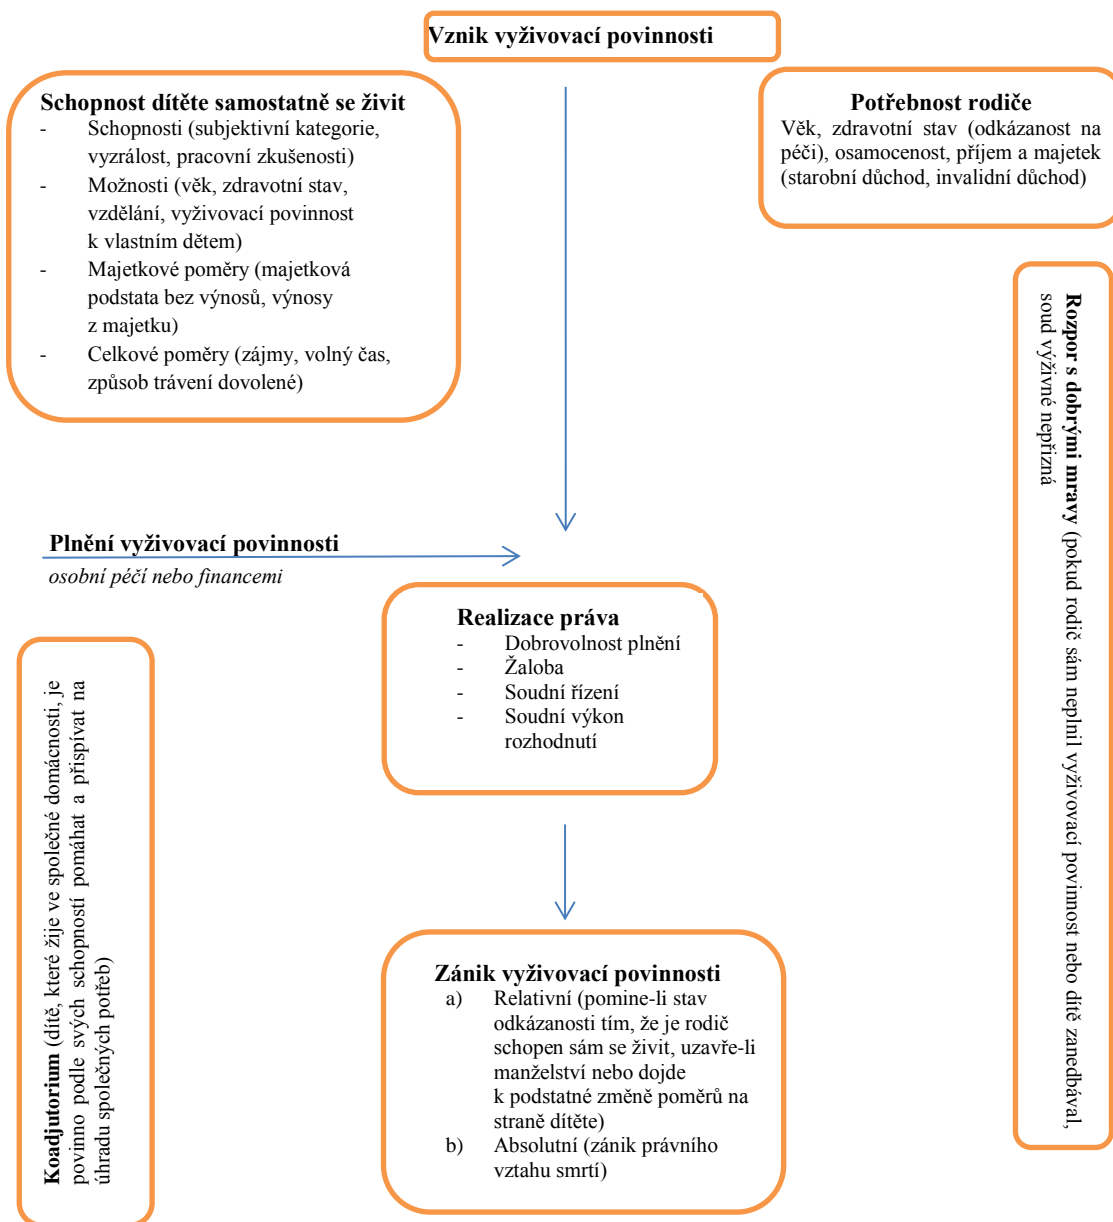 Vznik vyživovací povinnosti
Schopnost dítěte samostatně se živit
- Schopnosti (subjektivní kategorie,
vyzrálost, pracovní zkušenosti)
- Možnosti (věk, zdravotní stav,
vzdělání, vyživovací povinnost
k vlastním dětem)
- Majetkové poměry (majetková
podstata bez výnosů, výnosy
z majetku)
- Celkové poměry (zájmy, volný čas,
způsob trávení dovolené)
Potřebnost rodiče
Věk, zdravotní stav (odkázanost na
péči), osamocenost, příjem a majetek
(starobní důchod, invalidní důchod)
Rozpor s dobrými mravy (pokud rodič sám neplnil vyživovací povinnost nebo dítě zanedbával,
soud výživné nepřizná
Plnění vyživovací povinnosti
osobní péčí nebo financemi
Realizace práva
- Dobrovolnost plnění
- Žaloba
- Soudní řízení
- Soudní výkon
rozhodnutí
Koadjutorium (dítě, které žije ve společné domácnosti, je
povinno podle svých schopností pomáhat a přispívat na
úhradu společných potřeb)
Zánik vyživovací povinnosti
a) Relativní (pomine-li stav
odkázanosti tím, že je rodič
schopen sám se živit, uzavře-li
manželství nebo dojde
k podstatné změně poměrů na
straně dítěte)
b) Absolutní (zánik právního
vztahu smrtí)